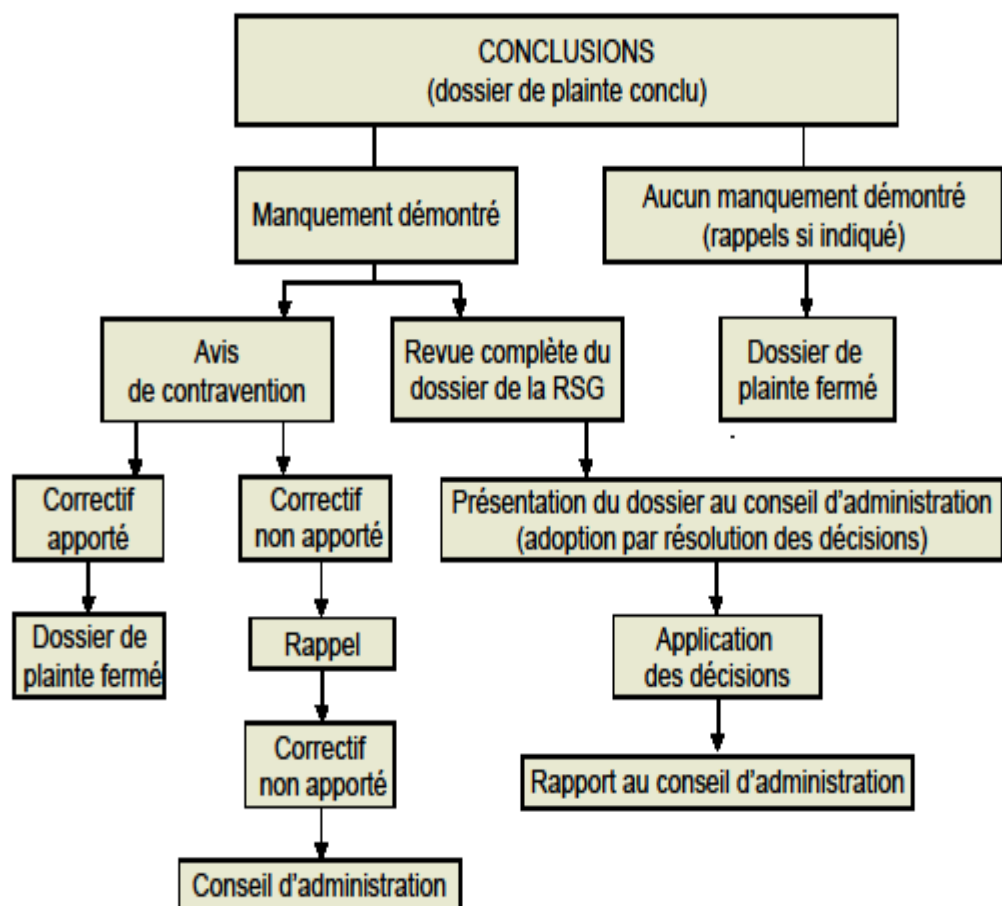 CONCLUSIONS
(dossier de plainte conclu)
Manquement démontré
Aucun manquement démontré
(rappels si indiqué)
Avis
de contravention
Revue complète du
dossier de la RSG
Dossier de
plainte fermé
Correctif
apporté
Correctif
non apporté
Présentation du dossier au conseil d'administration
(adoption par résolution des décisions)
Dossier de
plainte fermé
Rappel
Application
des décisions
Correctif
non apporté
Rapport au conseil d'administration
Conseil d'administration